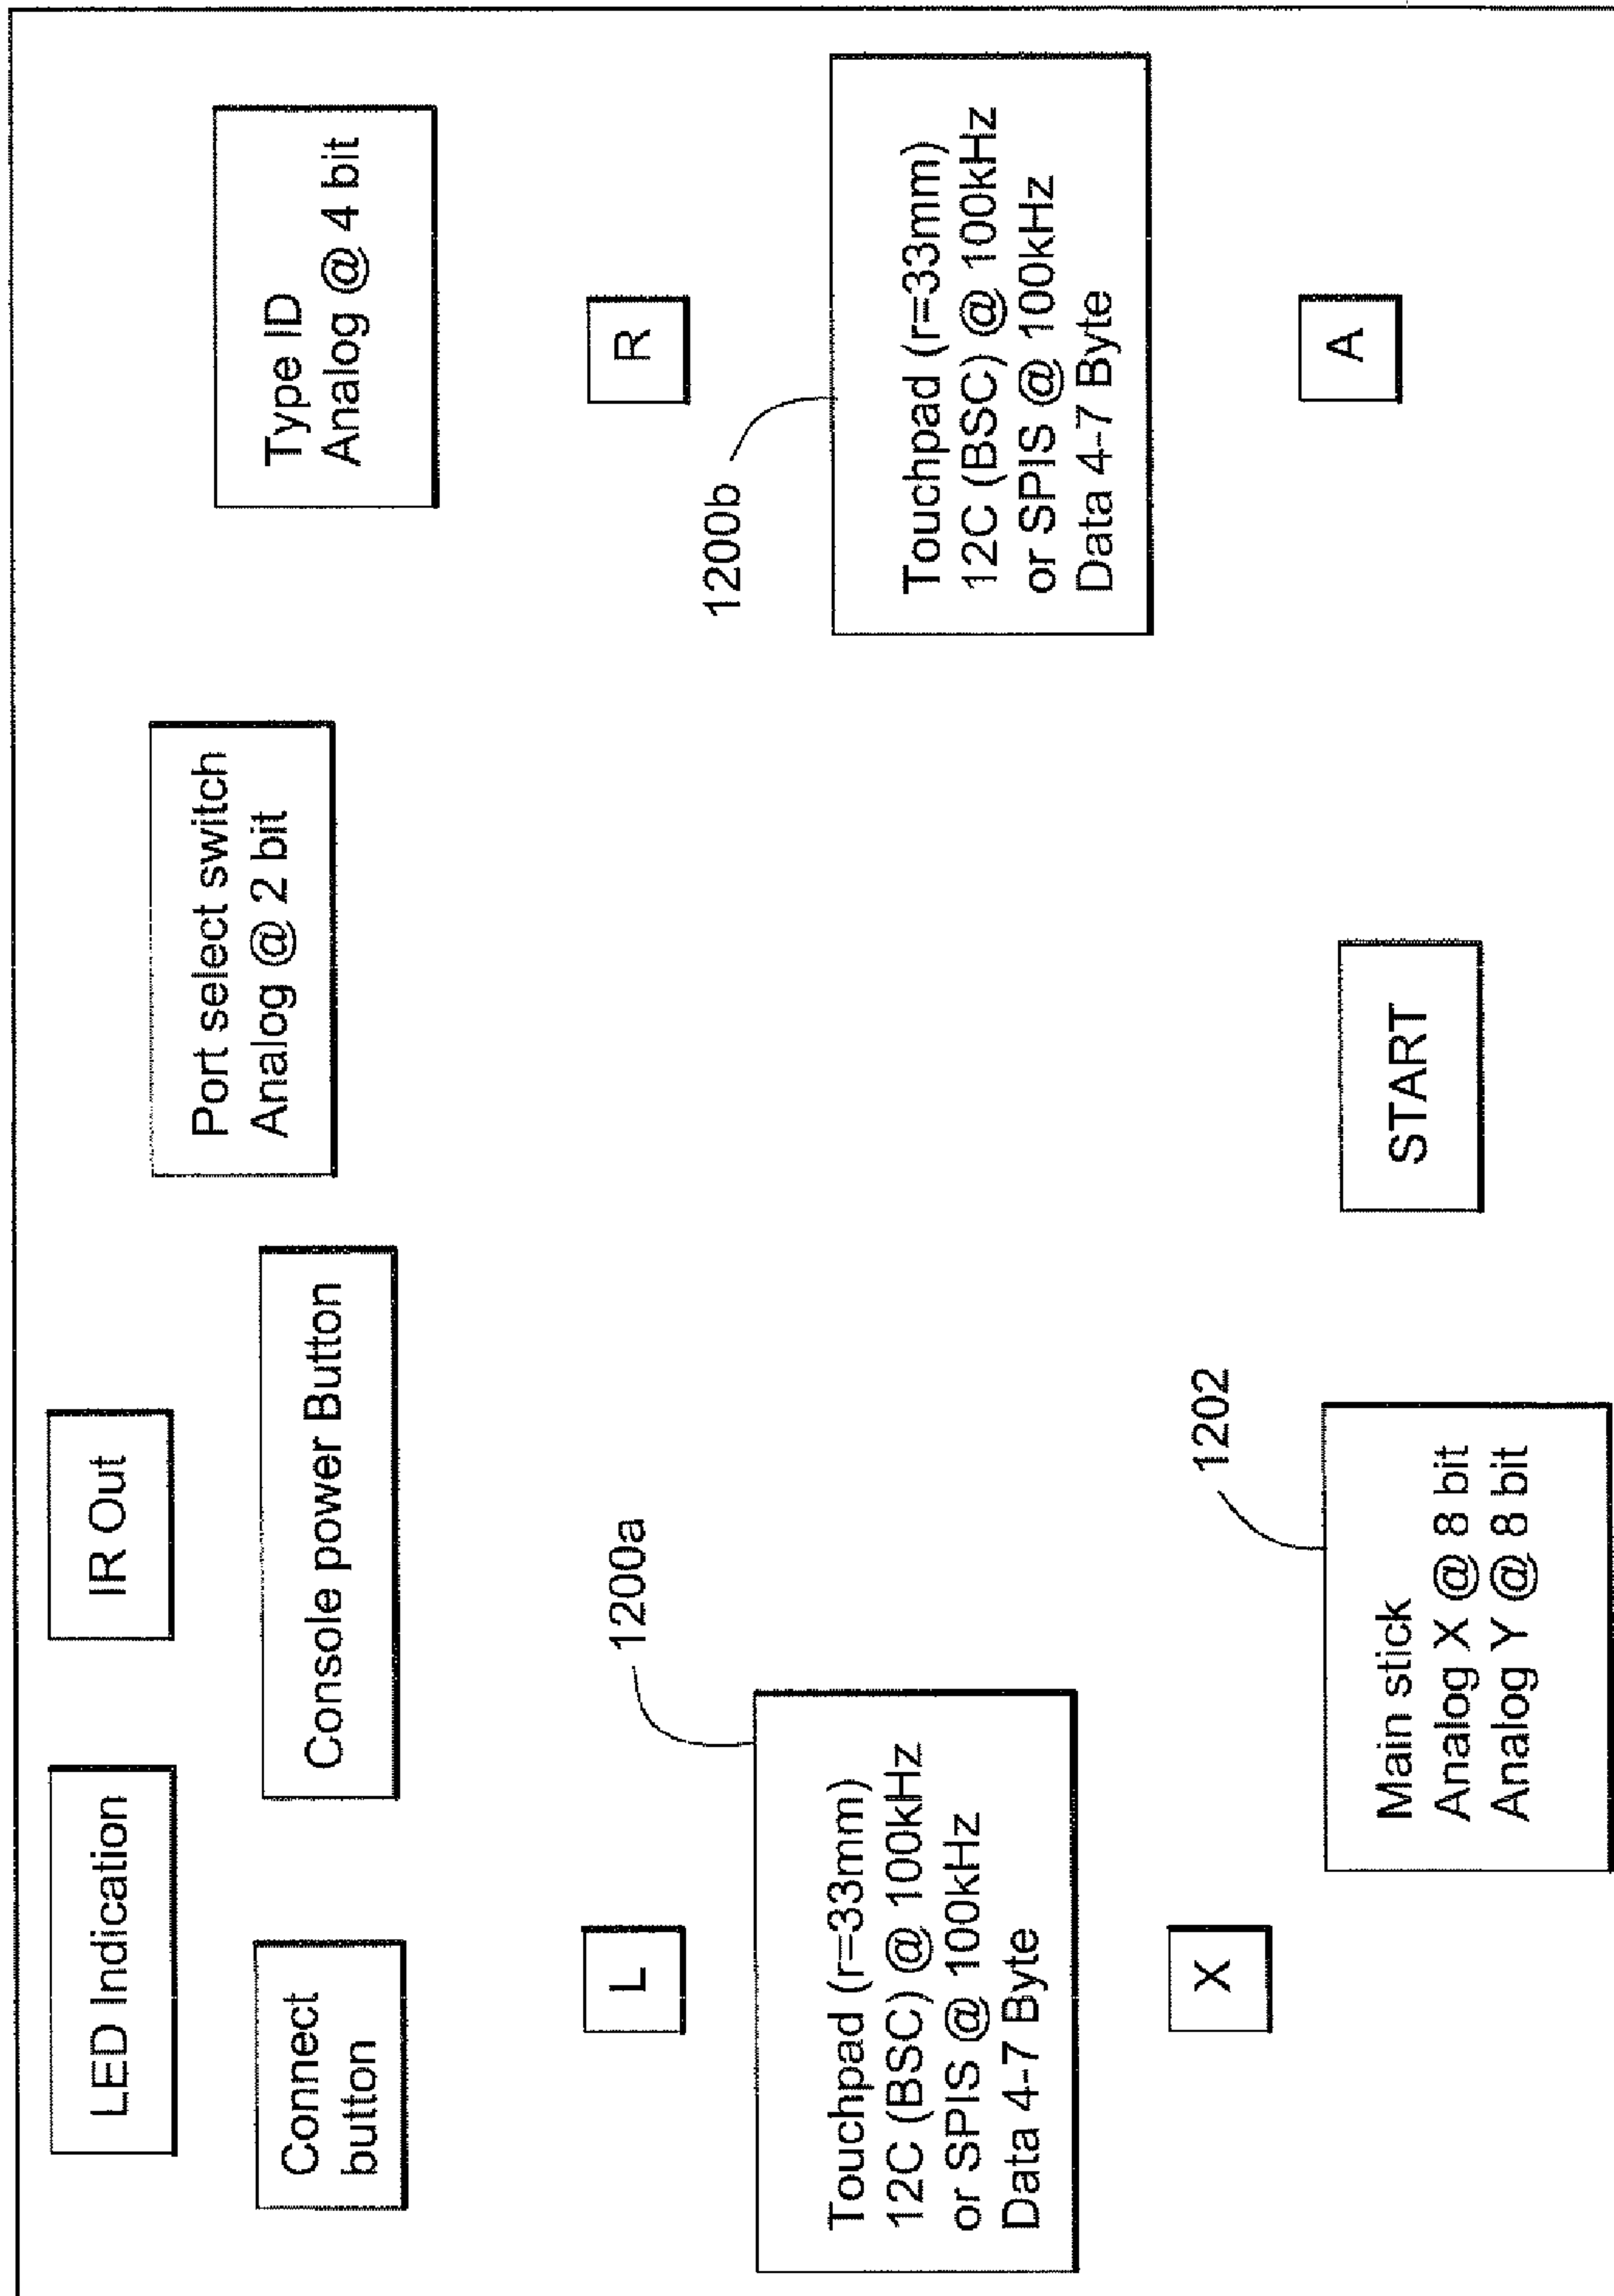 LED Indication
IR Out
Port select switch
Analog @ 2 bit
Type ID
Analog @ 4 bit
Connect
button
Console power Button
L
R
1200a
1200b
Touchpad (r=33mm)
12C (BSC) @ 100kHz
or SPIS @ 100kHz
Data 4-7 Byte
Touchpad (r=33mm)
12C (BSC) @ 100kHz
or SPIS @ 100kHz
Data 4-7 Byte
X
A
1202
Main stick
Analog X @ 8 bit
Analog Y @ 8 bit
START